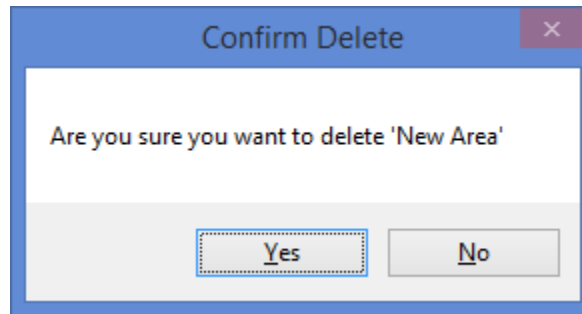 Confirm Delete
Are you sure you want to delete 'New Area'
Yes No